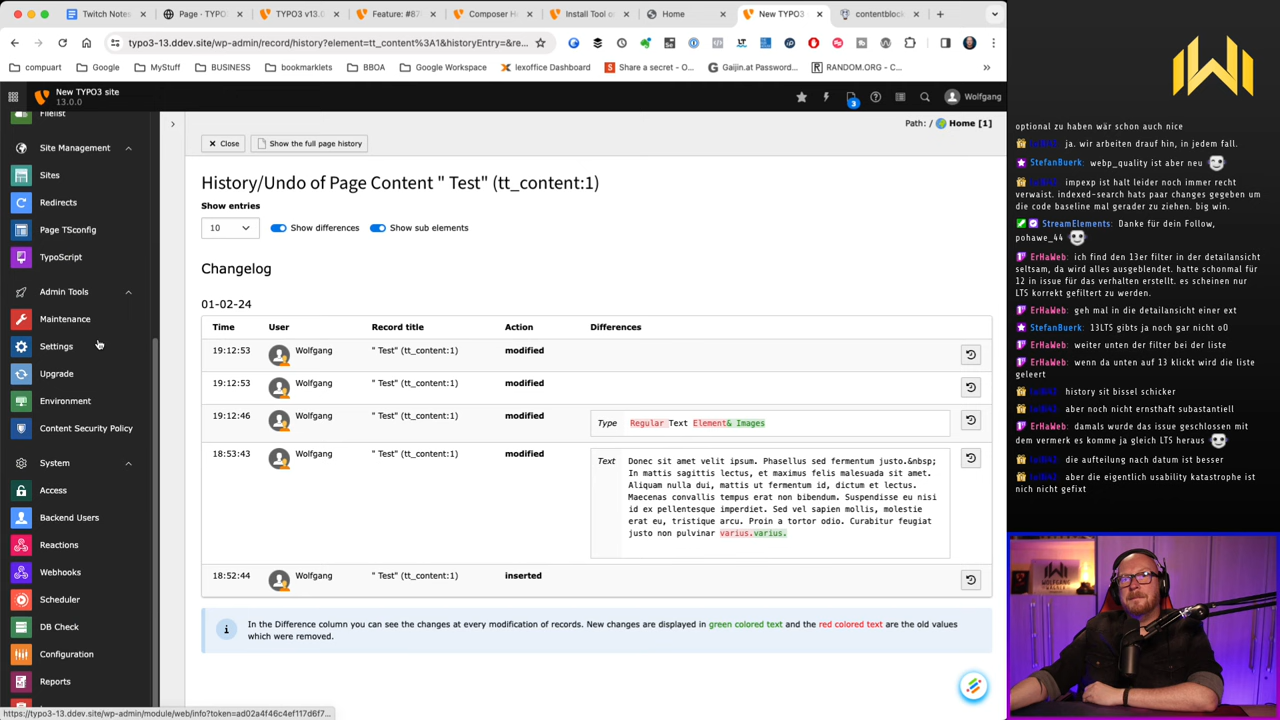 Twitch Notes
Page · TYPO
TYPO3 v13.0
Feature: #87
Composer H
Install Tool o
Home
New TYPO3
contentblock
typo3-13.ddev.site/wp-admin/record/history?element=tt_content%3A1&historyEntry=&re...
compuart
Google
MyStuff
BUSINESS
bookmarklets
BBOA
Google Workspace
lexoffice Dashboard
Share a secret - O...
Gaijin.at Password...
RANDOM.ORG - C...
New TYPO3 site
13.0.0
3
Wolfgang
Filelist
Site Management
Sites
Redirects
Page TSconfig
TypoScript
Admin Tools
Maintenance
Settings
Upgrade
Environment
Content Security Policy
System
Access
Backend Users
Reactions
Webhooks
Scheduler
DB Check
Configuration
Reports
Path: / Home [1]
Close
Show the full page history
History/Undo of Page Content " Test" (tt_content:1)
Show entries
10
Show differences
Show sub elements
Changelog
01-02-24
Time User Record title Action Differences
19:12:53 Wolfgang " Test" (tt_content:1) modified
19:12:53 Wolfgang " Test" (tt_content:1) modified
19:12:46 Wolfgang " Test" (tt_content:1) modified
Type Regular Text Element& Images
18:53:43 Wolfgang " Test" (tt_content:1) modified
Text Donec sit amet velit ipsum. Phasellus sed fermentum justo.&nbsp;
In mattis sagittis lectus, et maximus felis malesuada sit amet.
Aliquam nulla dui, mattis ut fermentum id, dictum et lectus.
Maecenas convallis tempus erat non bibendum. Suspendisse eu nisi
id ex pellentesque imperdiet. Sed vel sapien mollis, molestie
erat eu, tristique arcu. Proin a tortor odio. Curabitur feugiat
justo non pulvinar varius.varius.
18:52:44 Wolfgang " Test" (tt_content:1) inserted
In the Difference column you can see the changes at every modification of records. New changes are displayed in green colored text and the red colored text are the old values
which were removed.
https://typo3-13.ddev.site/wp-admin/module/web/info?token=ad02a4f46c4ef117d6f7...
optional zu haben wär schon auch nice
ja. wir arbeiten drauf hin, in jedem fall.
StefanBuerk: webp_quality ist aber neu
impexp ist halt leider noch immer recht
verwaist. indexed-search hats paar changes gegeben um
die code baseline mal gerader zu ziehen. big win.
StreamElements: Danke für dein Follow,
pohawe_44
ErHaWeb: ich find den 13er filter in der detailansicht
seltsam, da wird alles ausgeblendet. hatte schonmal für
12 in issue für das verhalten erstellt. es scheinen nur
LTS korrekt gefiltert zu werden.
ErHaWeb: geh mal in die detailansicht einer ext
StefanBuerk: 13LTS gibts ja noch gar nicht o0
ErHaWeb: weiter unten der filter bei der liste
ErHaWeb: wenn da unten auf 13 klickt wird die liste
geleert
history sit bissel schicker
aber noch nicht ernsthaft subastantiell
ErHaWeb: damals wurde das issue geschlossen mit
dem vermerk es komme ja gleich LTS heraus
die aufteilung nach datum ist besser
aber die eigentlich usability katastrophe ist
nich nicht gefixt